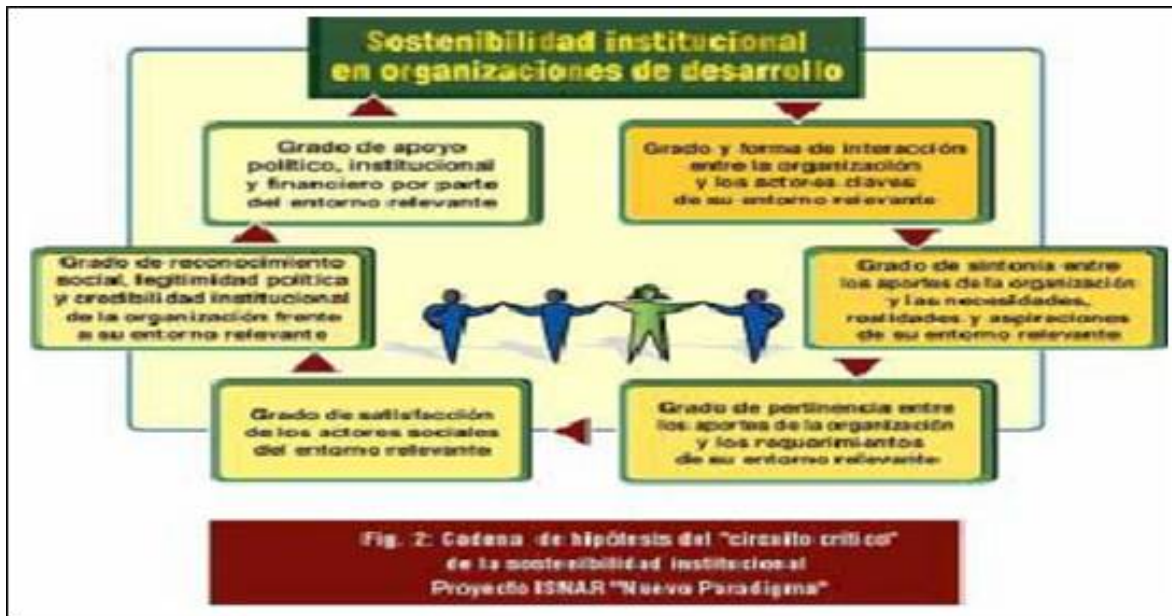 Sostenibilidad institucional
en organizaciones de desarrollo
Grado y forma de interacción
entre la organización
y los actores claves
de su entorno relevante
Grado de sintonía entre
los aportes de la organización
y las necesidades,
realidades y aspiraciones
de su entorno relevante
Grado de pertinencia entre
los aportes de la organización
y los requerimientos
de su entorno relevante
Grado de satisfacción
de los actores sociales
del entorno relevante
Grado de reconocimiento
social, legitimidad política
y credibilidad institucional
de la organización frente
a su entorno relevante
Grado de apoyo
político, institucional
y financiero por parte
del entorno relevante
Fig. 2: Cadena de hipótesis del "circuito crítico"
de la sostenibilidad institucional
Proyecto ISNAR "Nuevo Paradigma"